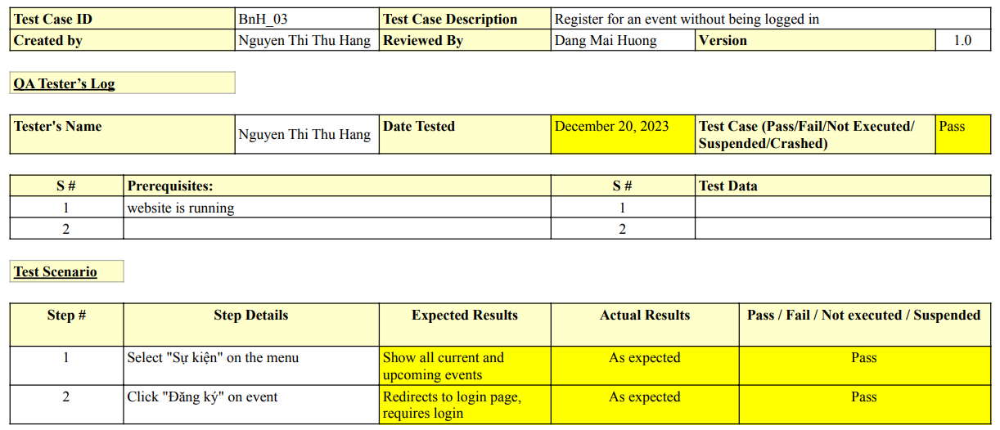 Test Case ID BnH_03 Test Case Description Register for an event without being logged in
Created by Nguyen Thi Thu Hang Reviewed By Dang Mai Huong Version 1.0
QA Tester’s Log
Tester's Name Nguyen Thi Thu Hang Date Tested December 20, 2023 Test Case (Pass/Fail/Not Executed/
Suspended/Crashed) Pass
S # Prerequisites: S # Test Data
1 website is running 1
2 2
Test Scenario
Step # Step Details Expected Results Actual Results Pass / Fail / Not executed / Suspended
1 Select "Sự kiện" on the menu Show all current and
upcoming events As expected Pass
2 Click "Đăng ký" on event Redirects to login page,
requires login As expected Pass